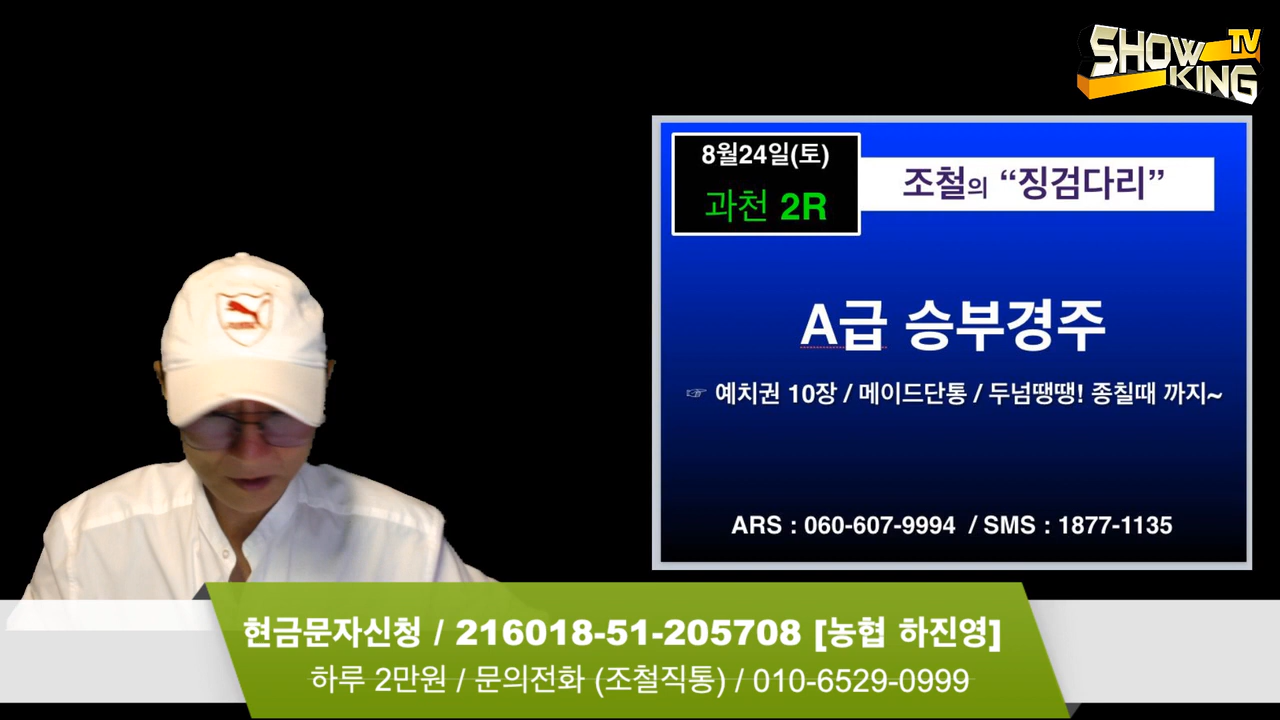 SHOW TV
KING
8월24일(토)
과천 2R
조철의 “징검다리”
A급 승부경주
☞ 예치권 10장 / 메이드단통 / 두넘땡땡! 종칠때 까지~
ARS : 060-607-9994 / SMS : 1877-1135
현금문자신청 / 216018-51-205708 [농협 하진영]
하루 2만원 / 문의전화 (조철직통) / 010-6529-0999